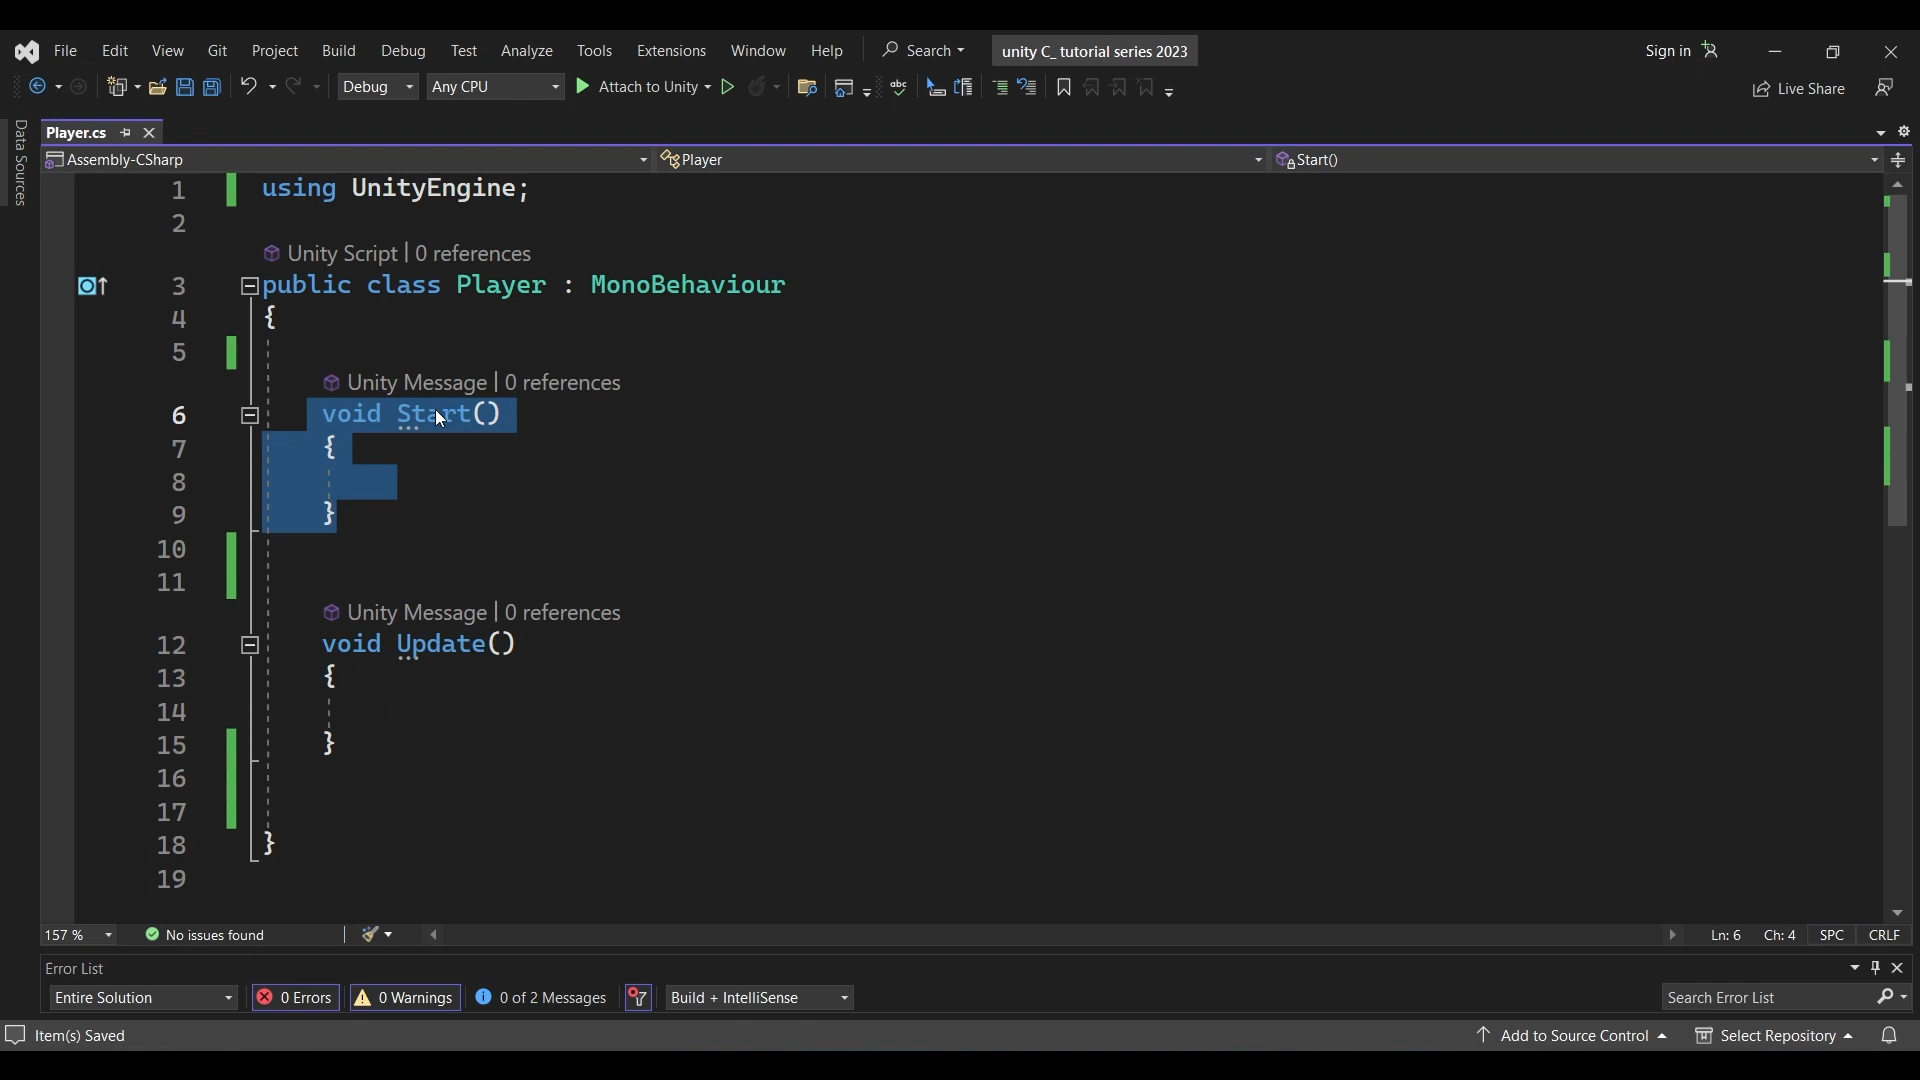 File Edit View Git Project Build Debug Test Analyze Tools Extensions Window Help Search unity C_ tutorial series 2023 Sign in
Debug Any CPU Attach to Unity Live Share
Data Sources
Player.cs
Assembly-CSharp Player Start()
1 using UnityEngine;
2
Unity Script | 0 references
3 public class Player : MonoBehaviour
4 {
5
Unity Message | 0 references
6 void Start()
7 {
8
9 }
10
11
Unity Message | 0 references
12 void Update()
13 {
14
15 }
16
17
18 }
19
157 % No issues found Ln: 6 Ch: 4 SPC CRLF
Error List
Entire Solution 0 Errors 0 Warnings 0 of 2 Messages Build + IntelliSense Search Error List
Item(s) Saved Add to Source Control Select Repository